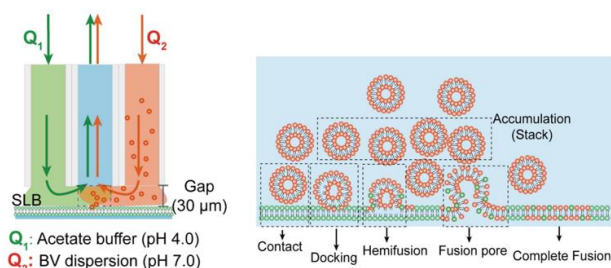 Q1
Q2
SLB
Gap
(30 μm)
Q1: Acetate buffer (pH 4.0)
Q2: BV dispersion (pH 7.0)
Accumulation
(Stack)
Contact
Docking
Hemifusion
Fusion pore
Complete Fusion